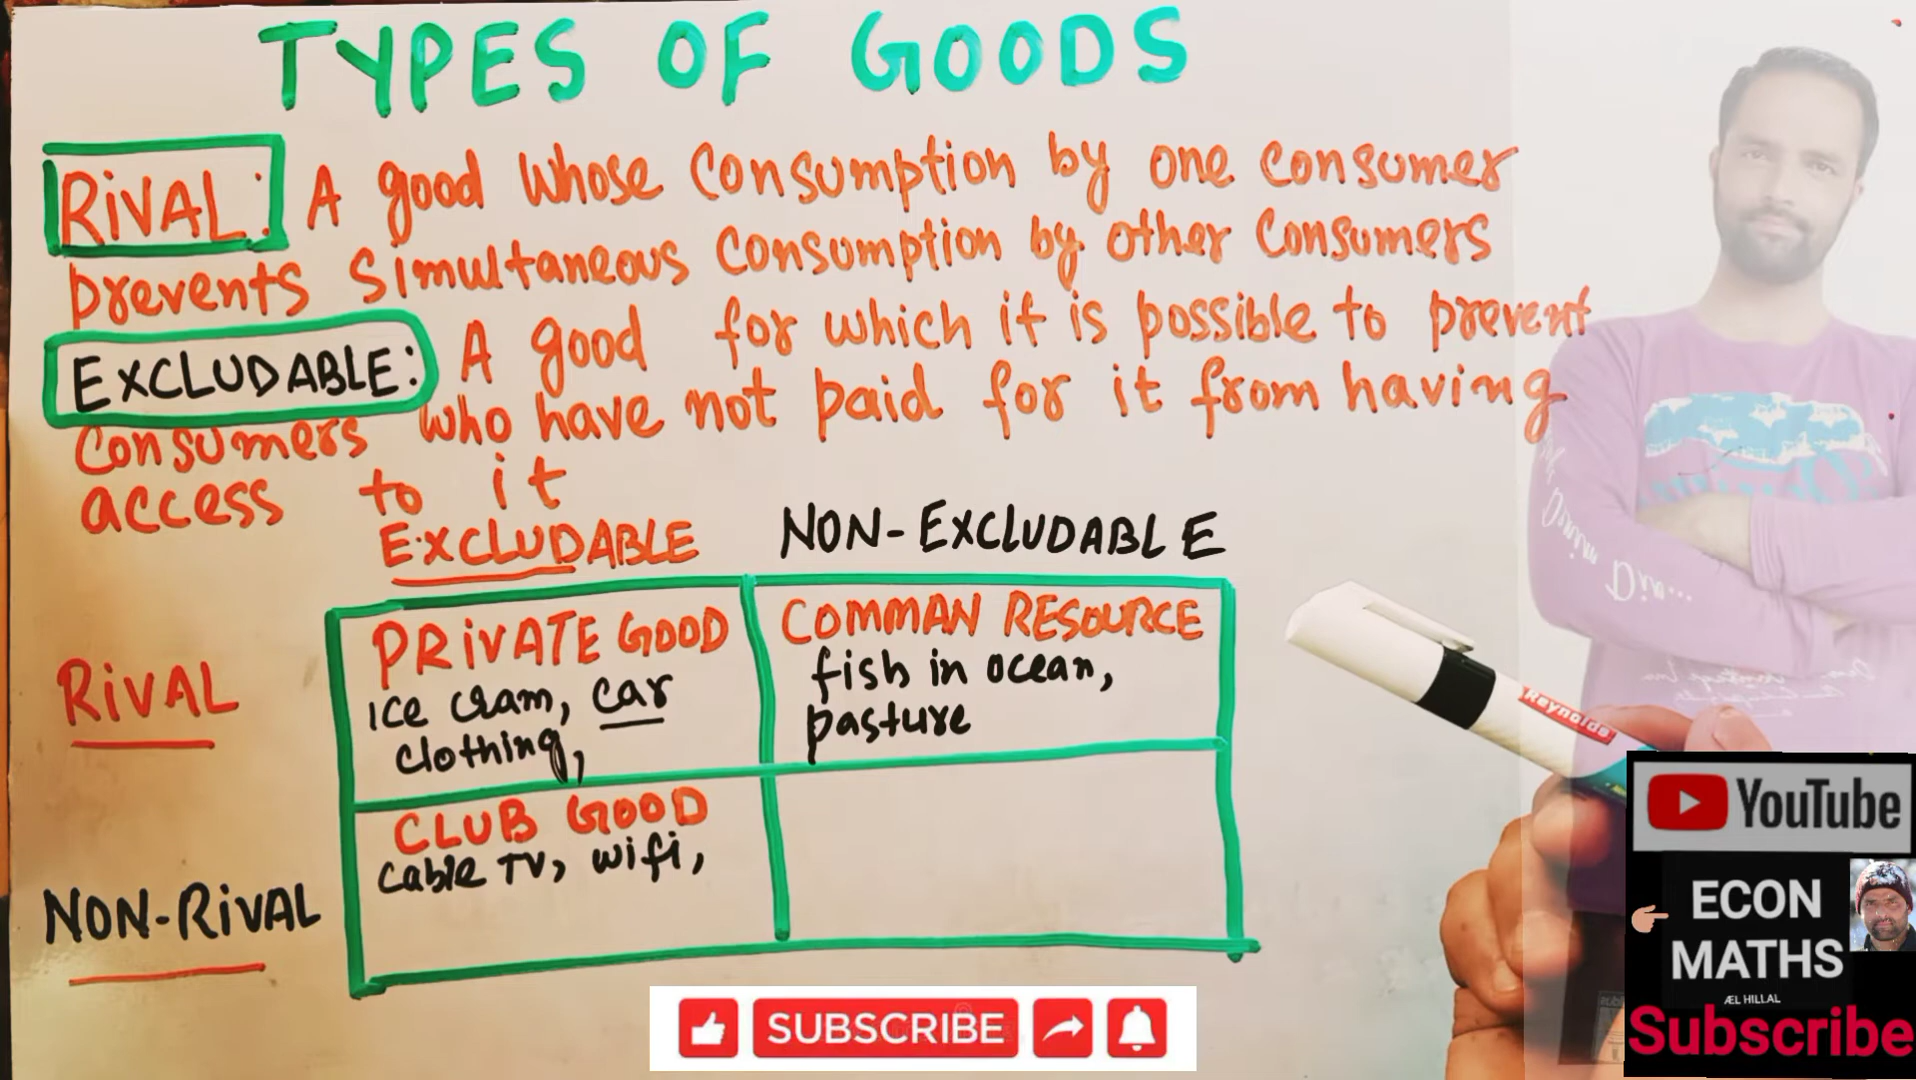 TYPES OF GOODS
RiVAL: A good whose consumption by one consumer
prevents simultaneous consumption by other consumers
EXCLUDABLE: A good for which it is possible to prevent
consumers who have not paid for it from having
access to it
EXCLUDABLE NON-EXCLUDABLE
PRIVATE GOOD COMMAN RESOURCE
RIVAL
ice cram, car
clothing,
fish in ocean,
pasture
CLUB GOOD
cable TV, wifi,
NON-RIVAL
Reynolds
YouTube
ECON
MATHS
ÆL HILLAL
Subscribe
SUBSCRIBE